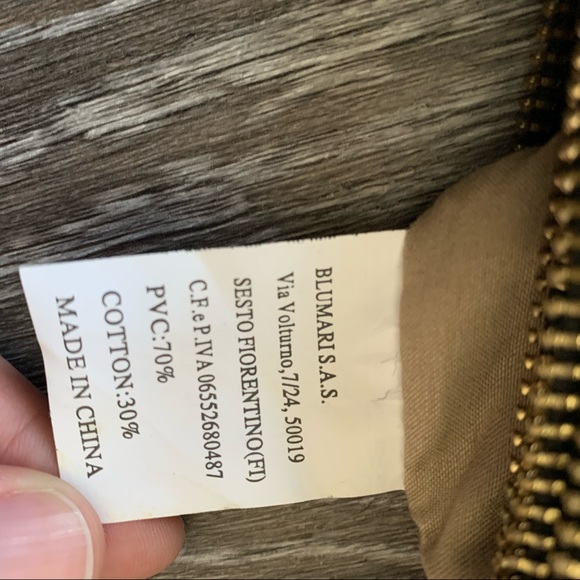 BLUMARI S.A.S.
Via Volturno,7/24, 50019
SESTO FIORENTINO(FI)
C.F.e P.IVA 06552680487
PVC:70%
COTTON:30%
MADE IN CHINA